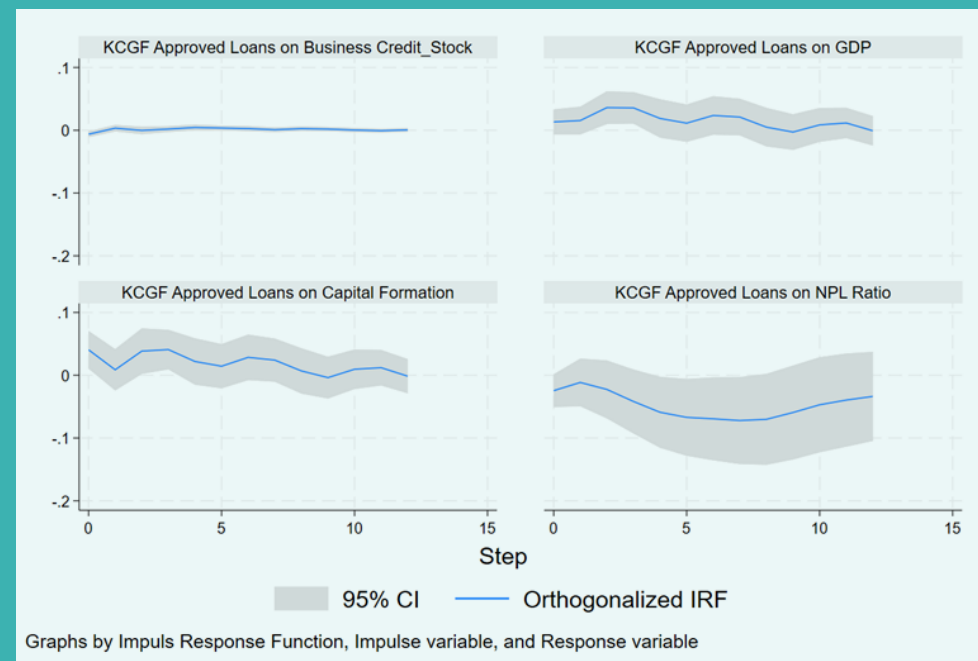 KCGF Approved Loans on Business Credit_Stock
KCGF Approved Loans on GDP
.1
0
-.1
-.2
KCGF Approved Loans on Capital Formation
KCGF Approved Loans on NPL Ratio
.1
0
-.1
-.2
0 5 10 15 0 5 10 15
Step
95% CI Orthogonalized IRF
Graphs by Impuls Response Function, Impulse variable, and Response variable